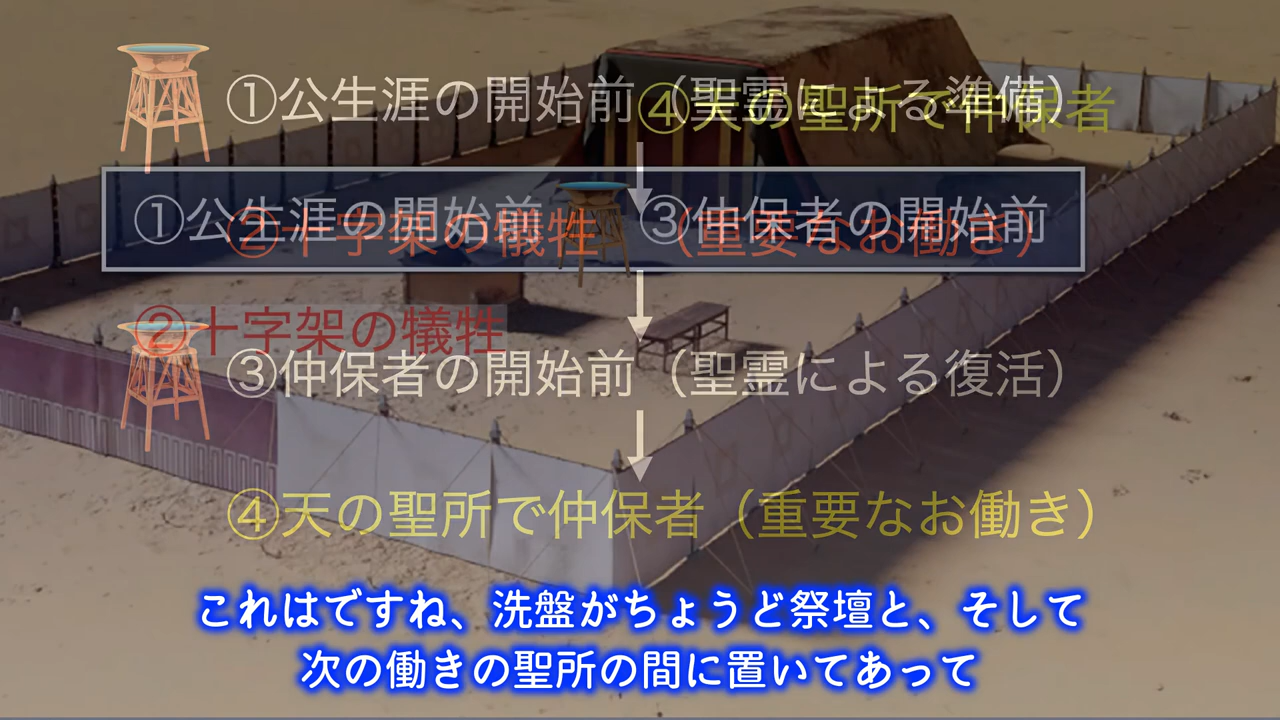 ①公生涯の開始前（聖霊による準備）
④天の聖所で仲保者
①公生涯の開始前
③仲保者の開始前
②十字架の犠牲　（重要なお働き）
②十字架の犠牲
③仲保者の開始前（聖霊による復活）
④天の聖所で仲保者（重要なお働き）
これはですね、洗盤がちょうど祭壇と、そして
次の働きの聖所の間に置いてあって